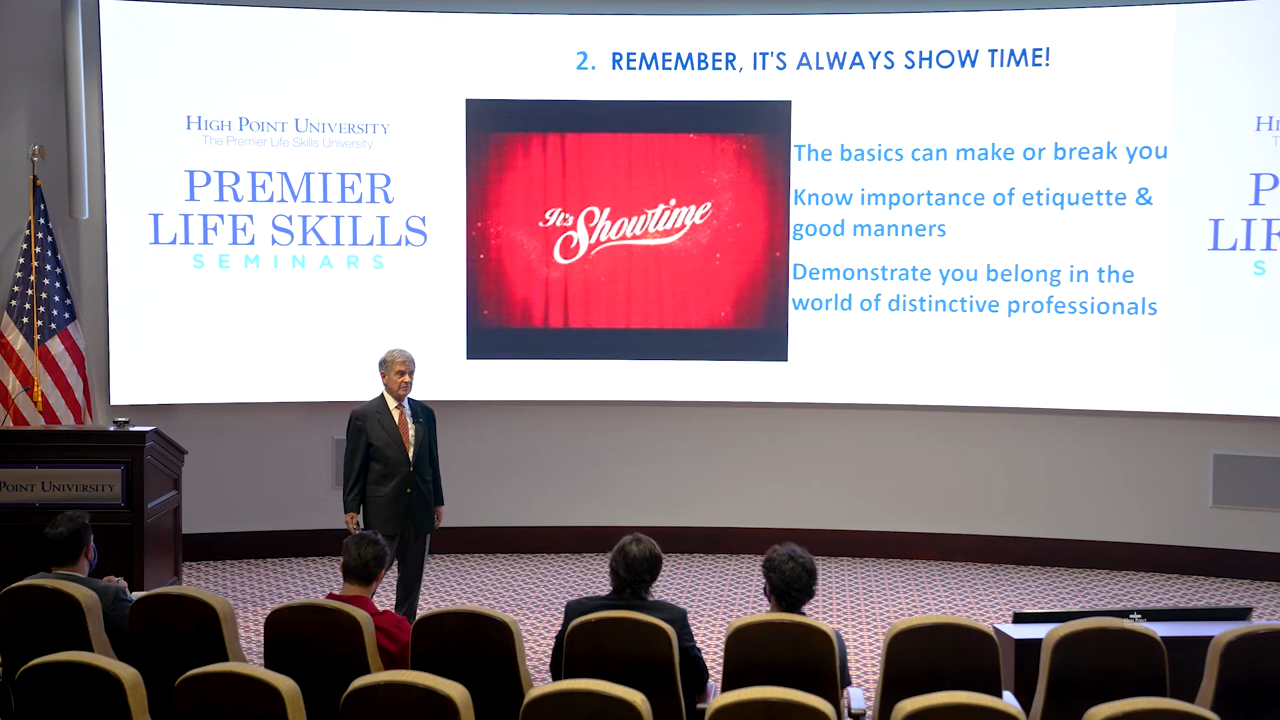 2. REMEMBER, IT'S ALWAYS SHOW TIME!
HIGH POINT UNIVERSITY
The Premier Life Skills University
PREMIER
LIFE SKILLS
SEMINARS
It's Showtime
The basics can make or break you
Know importance of etiquette &
good manners
Demonstrate you belong in the
world of distinctive professionals
POINT UNIVERSITY